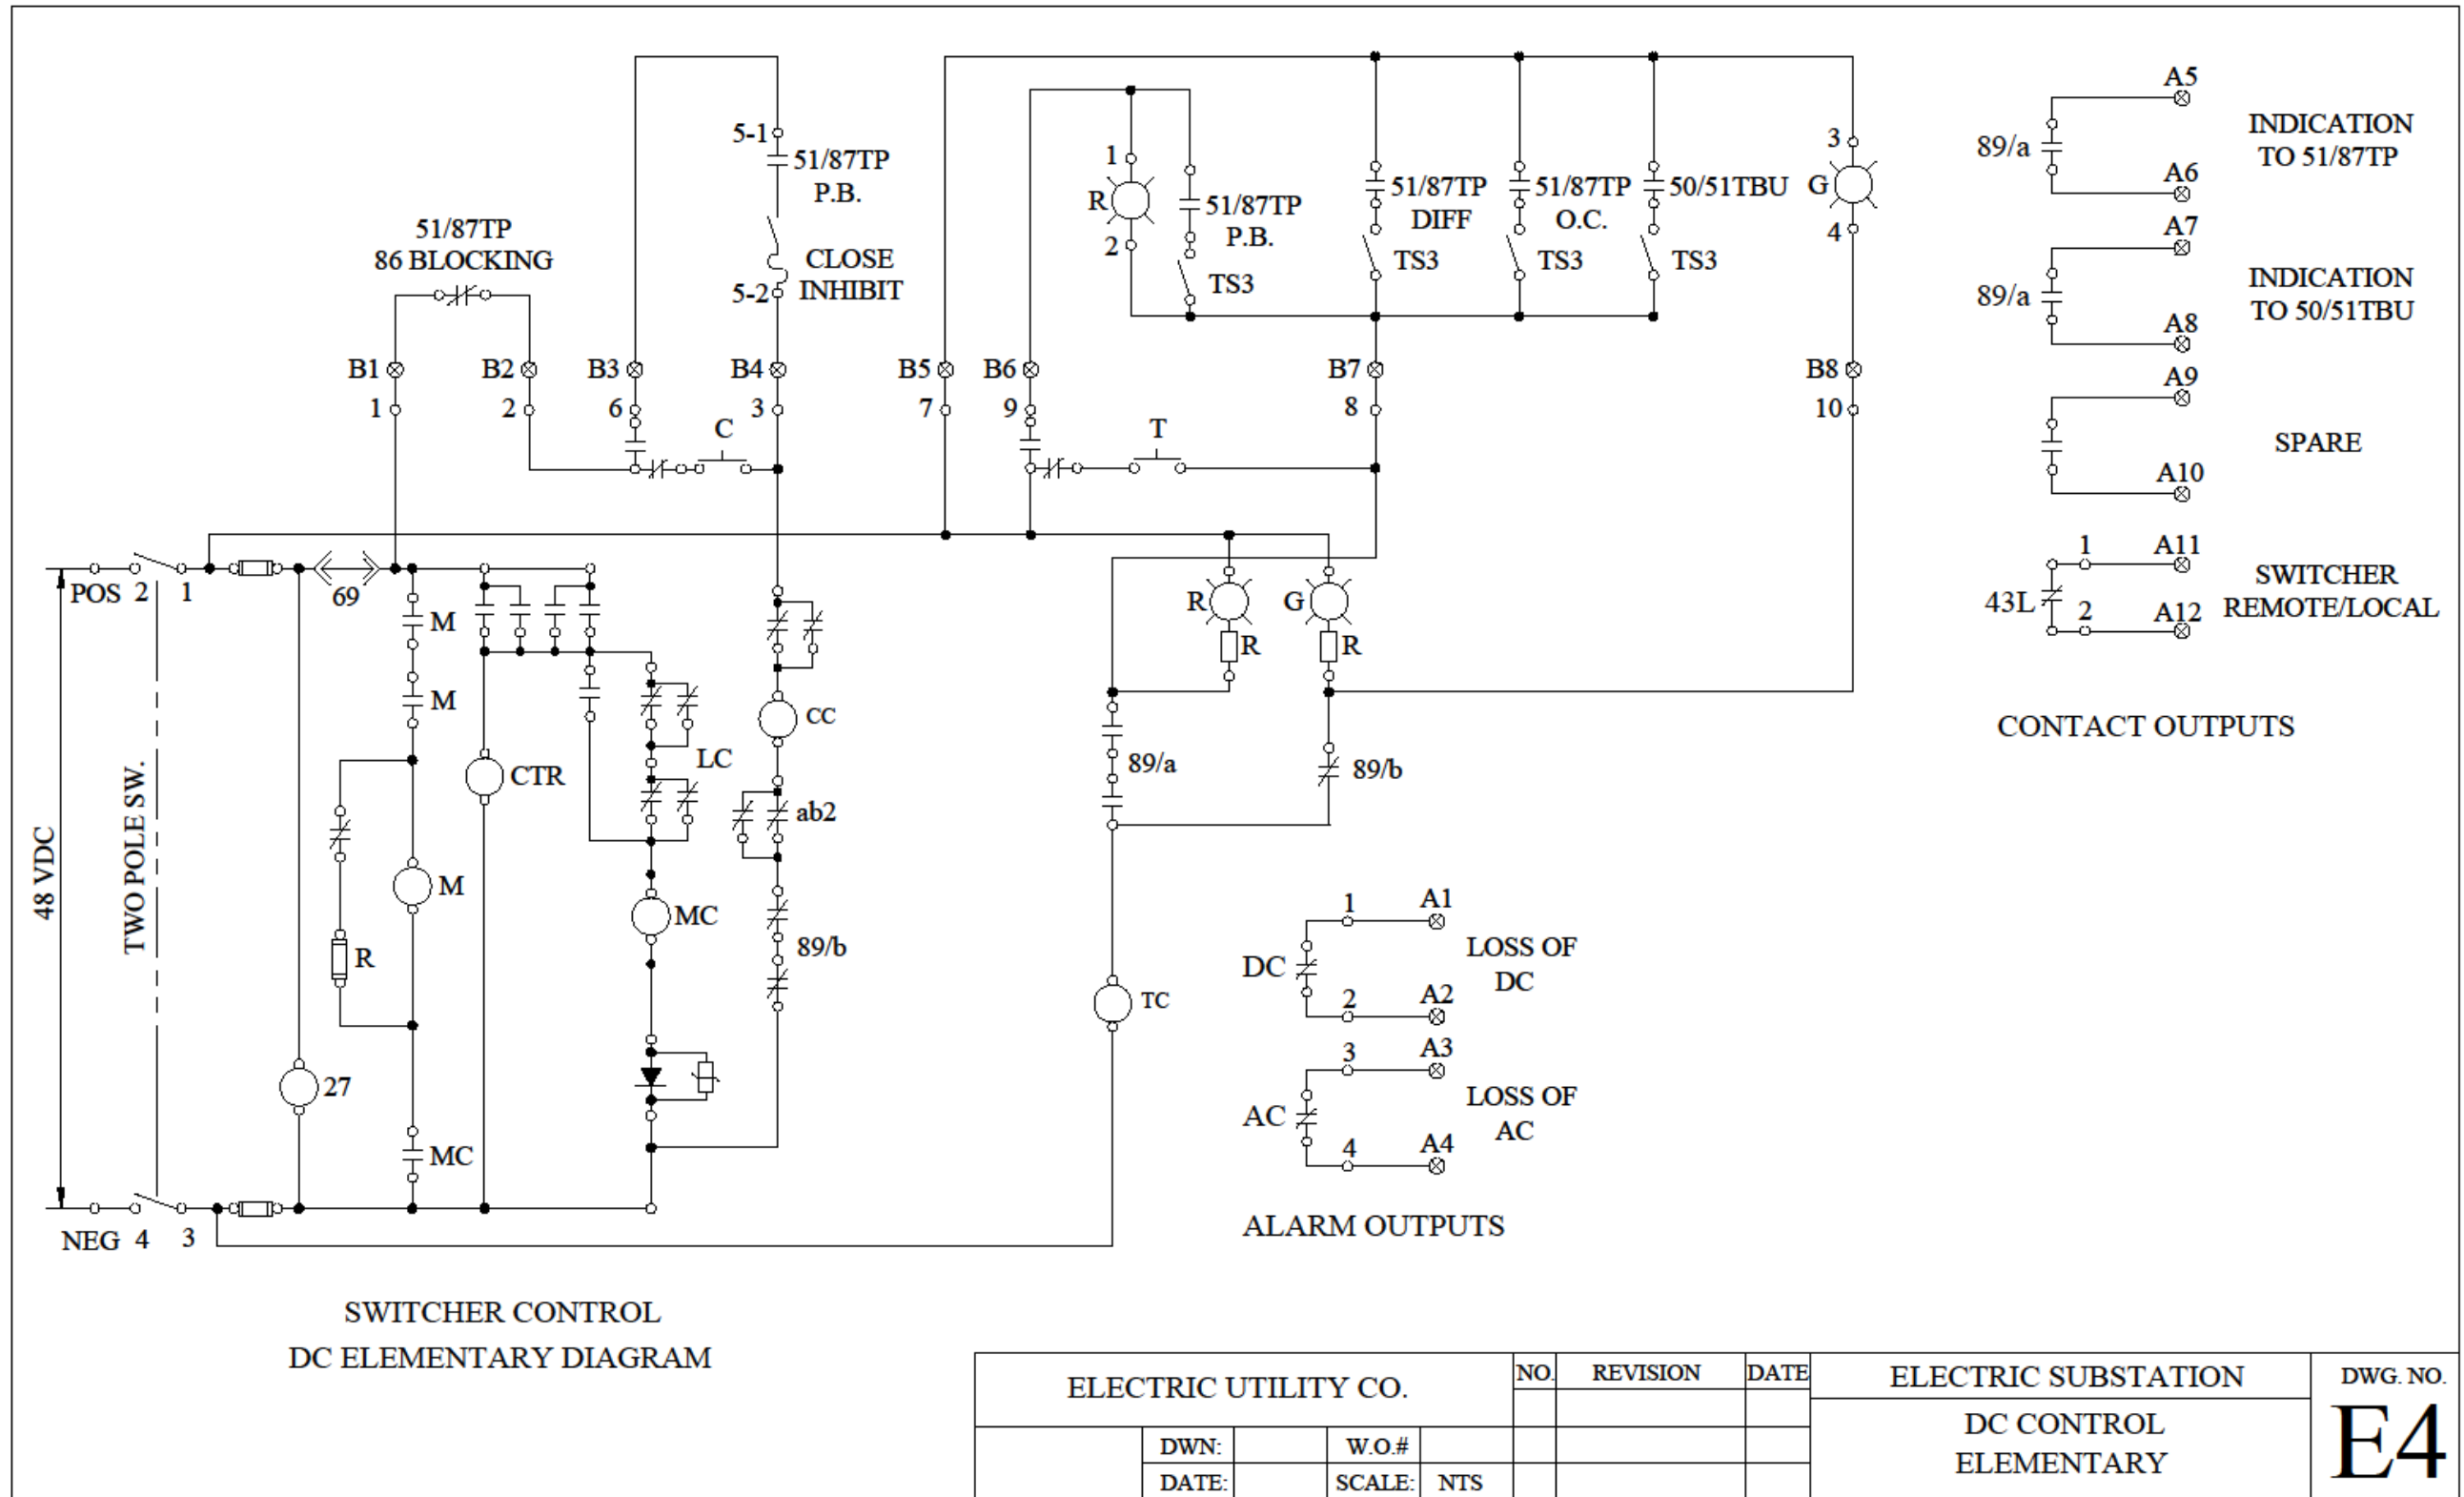 5-1
51/87TP
P.B.
CLOSE
INHIBIT
5-2
51/87TP
86 BLOCKING
B1
B2
B3
B4
1
2
6
3
C
1
R
2
51/87TP
P.B.
TS3
51/87TP
DIFF
TS3
51/87TP
O.C.
TS3
50/51TBU
TS3
3
G
4
B5
B6
B7
B8
7
9
8
10
T
POS
2
1
69
M
M
CTR
LC
CC
ab2
89/b
M
R
MC
27
MC
48 VDC
TWO POLE SW.
NEG
4
3
R
R
G
R
89/a
89/b
TC
89/a
A5
A6
INDICATION
TO 51/87TP
89/a
A7
A8
INDICATION
TO 50/51TBU
A9
A10
SPARE
43L
1
A11
2
A12
SWITCHER
REMOTE/LOCAL
CONTACT OUTPUTS
DC
1
A1
2
A2
LOSS OF
DC
AC
3
A3
4
A4
LOSS OF
AC
ALARM OUTPUTS
SWITCHER CONTROL
DC ELEMENTARY DIAGRAM
ELECTRIC UTILITY CO.
NO.
REVISION
DATE
DWN:
W.O.#
DATE:
SCALE:
NTS
ELECTRIC SUBSTATION
DC CONTROL
ELEMENTARY
DWG. NO.
E4